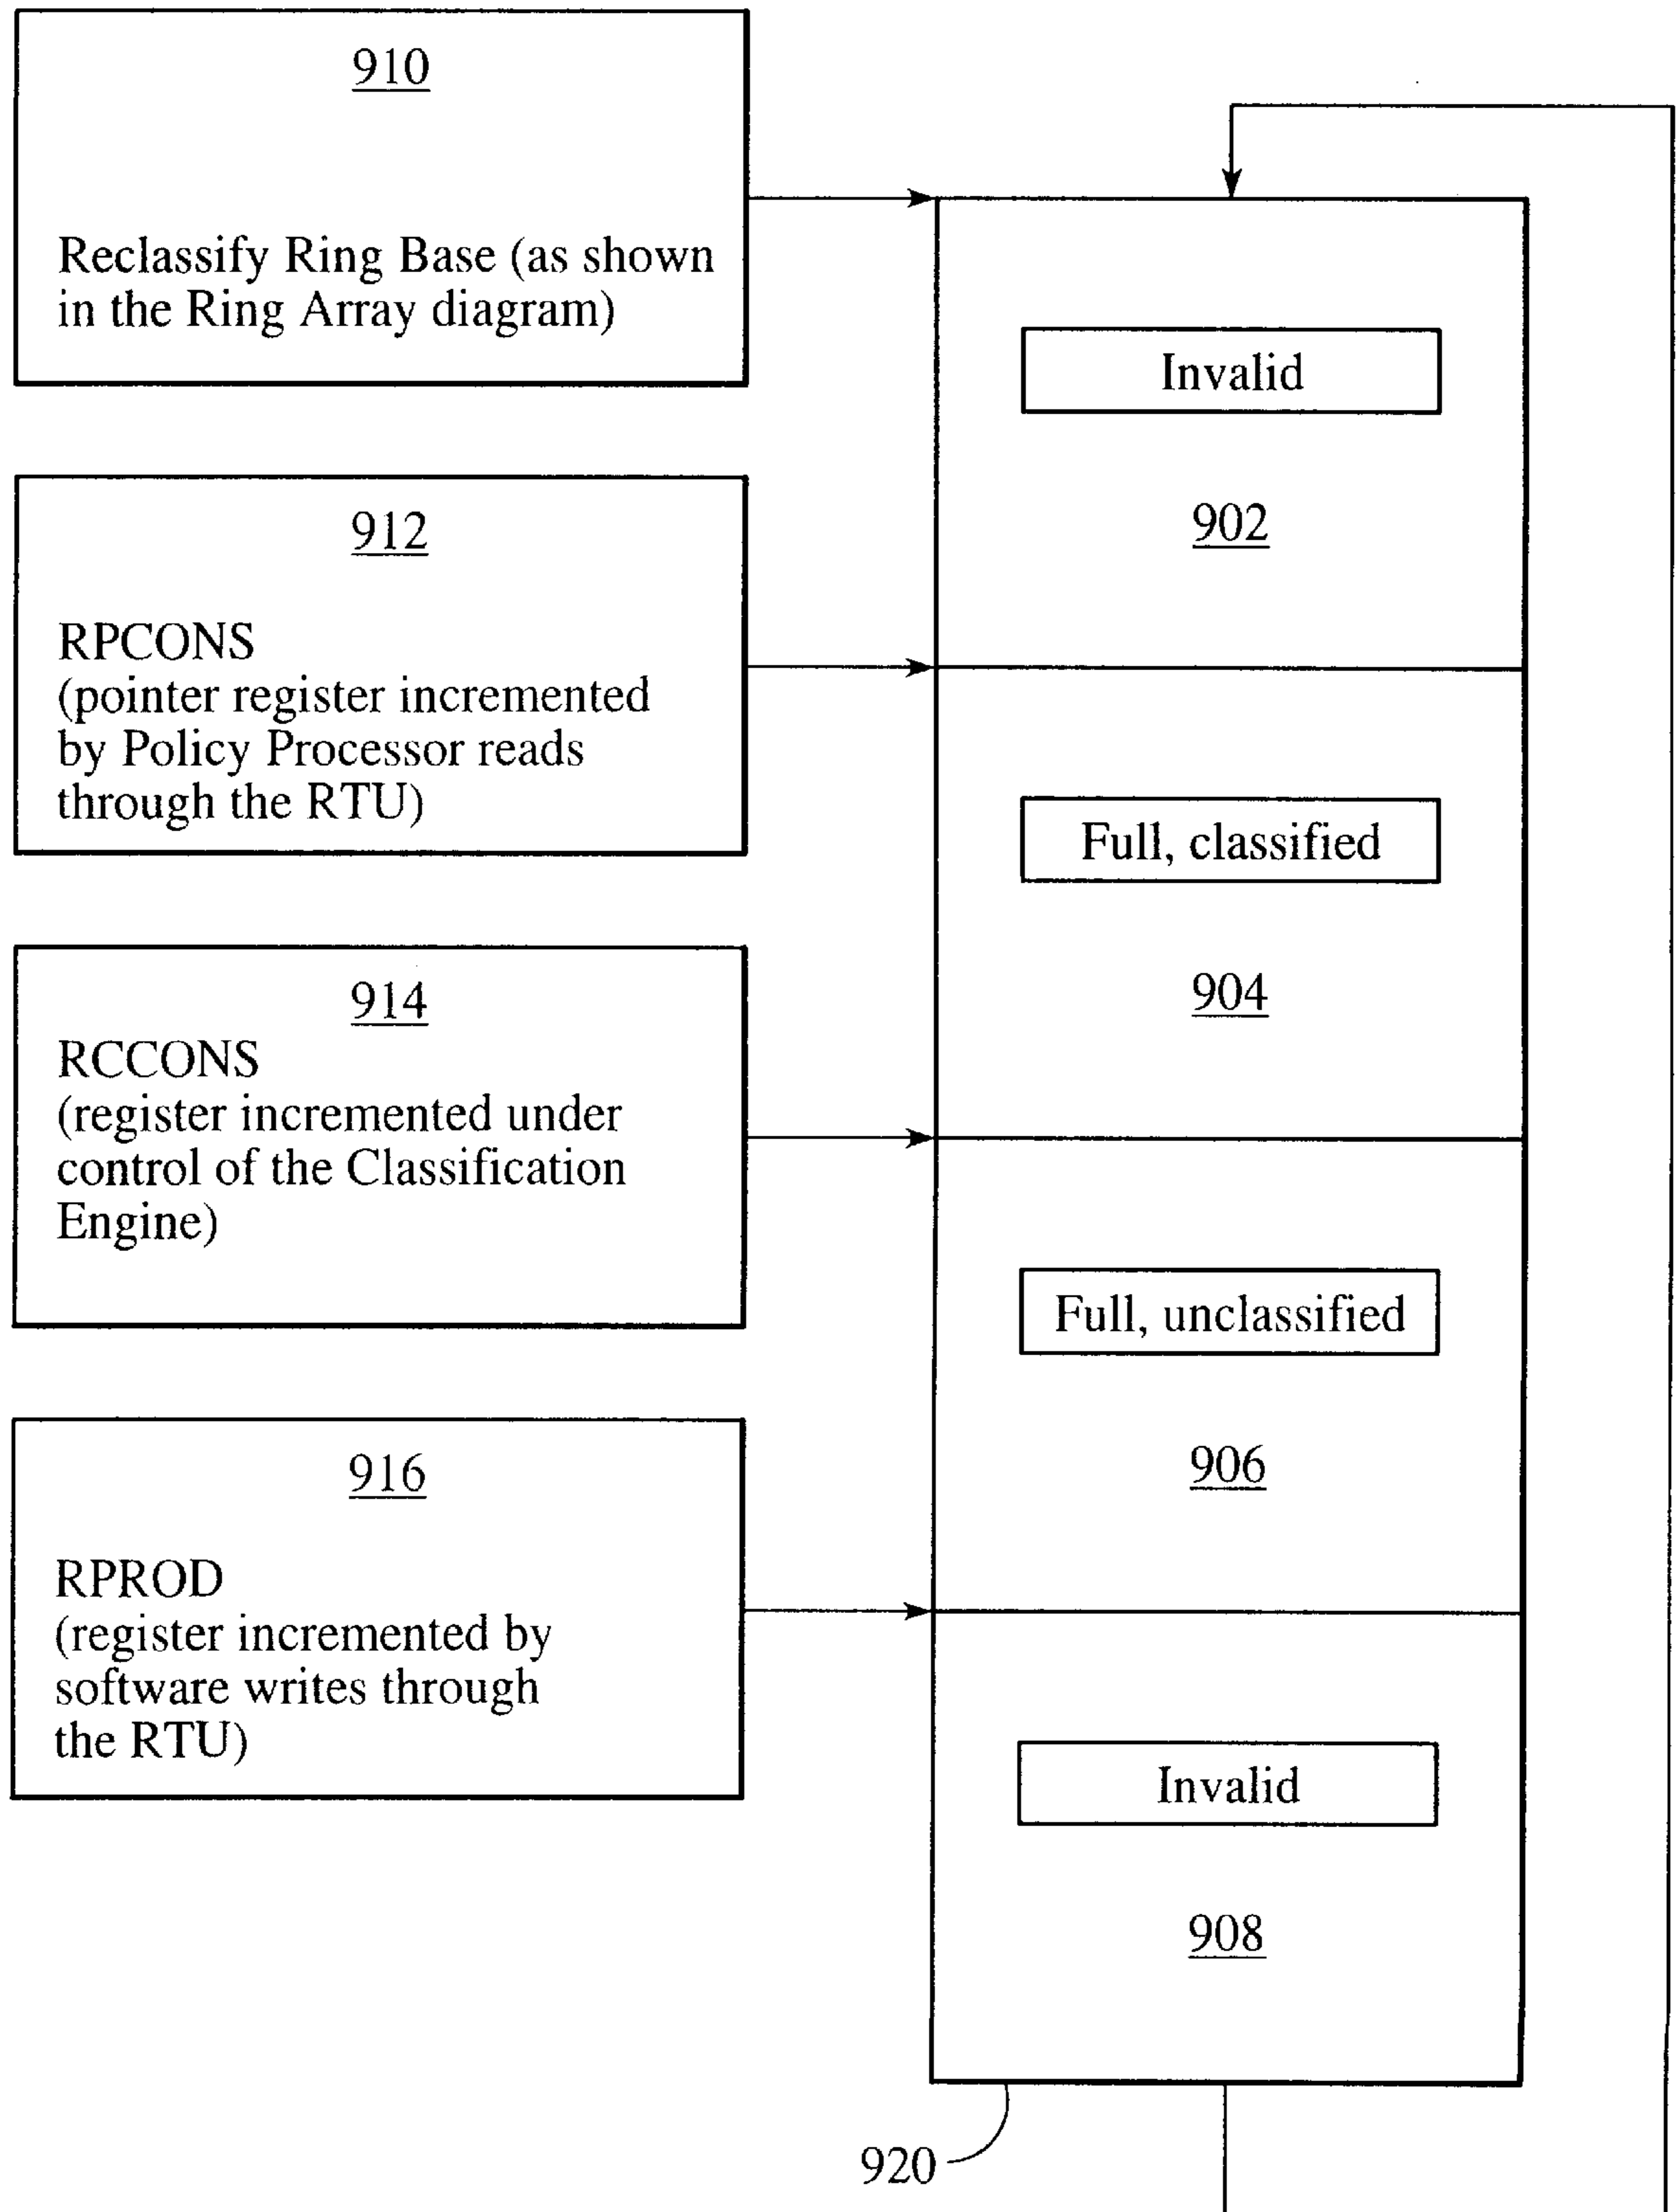 910
Reclassify Ring Base (as shown
in the Ring Array diagram)
Invalid
902
912
RPCONS
(pointer register incremented
by Policy Processor reads
through the RTU)
Full, classified
904
914
RCCONS
(register incremented under
control of the Classification
Engine)
Full, unclassified
906
916
RPROD
(register incremented by
software writes through
the RTU)
Invalid
908
920